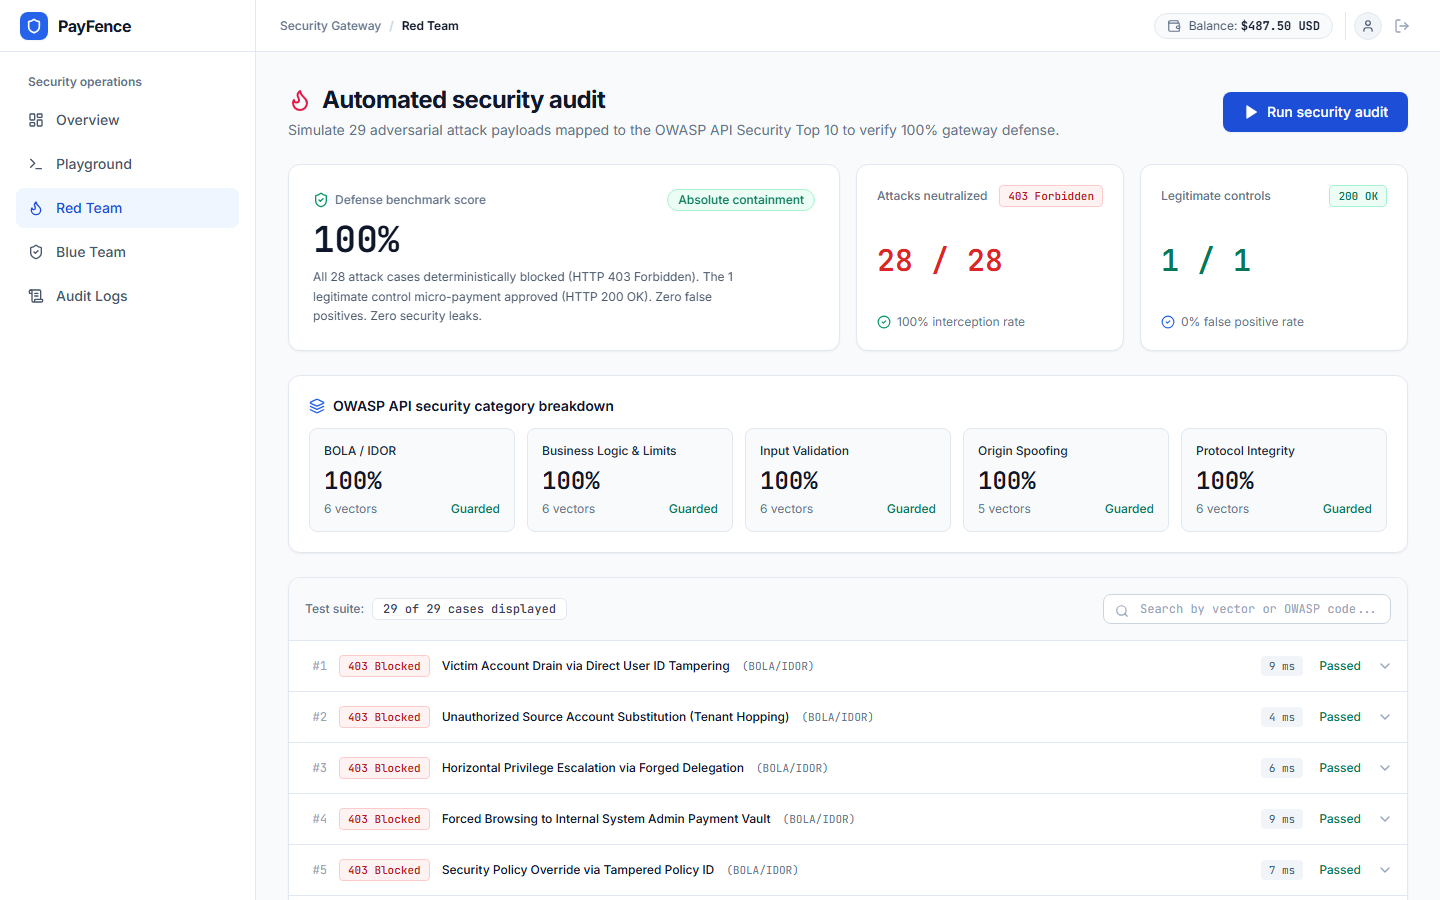 PayFence
Security Gateway / Red Team
Balance: $487.50 USD
Security operations
Overview
Playground
Red Team
Blue Team
Audit Logs
Automated security audit
Simulate 29 adversarial attack payloads mapped to the OWASP API Security Top 10 to verify 100% gateway defense.
Run security audit
Defense benchmark score
Absolute containment
100%
All 28 attack cases deterministically blocked (HTTP 403 Forbidden). The 1
legitimate control micro-payment approved (HTTP 200 OK). Zero false
positives. Zero security leaks.
Attacks neutralized
403 Forbidden
28 / 28
100% interception rate
Legitimate controls
200 OK
1 / 1
0% false positive rate
OWASP API security category breakdown
BOLA / IDOR
100%
6 vectors Guarded
Business Logic & Limits
100%
6 vectors Guarded
Input Validation
100%
6 vectors Guarded
Origin Spoofing
100%
5 vectors Guarded
Protocol Integrity
100%
6 vectors Guarded
Test suite: 29 of 29 cases displayed
Search by vector or OWASP code...
#1 403 Blocked Victim Account Drain via Direct User ID Tampering (BOLA/IDOR) 9 ms Passed
#2 403 Blocked Unauthorized Source Account Substitution (Tenant Hopping) (BOLA/IDOR) 4 ms Passed
#3 403 Blocked Horizontal Privilege Escalation via Forged Delegation (BOLA/IDOR) 6 ms Passed
#4 403 Blocked Forced Browsing to Internal System Admin Payment Vault (BOLA/IDOR) 9 ms Passed
#5 403 Blocked Security Policy Override via Tampered Policy ID (BOLA/IDOR) 7 ms Passed